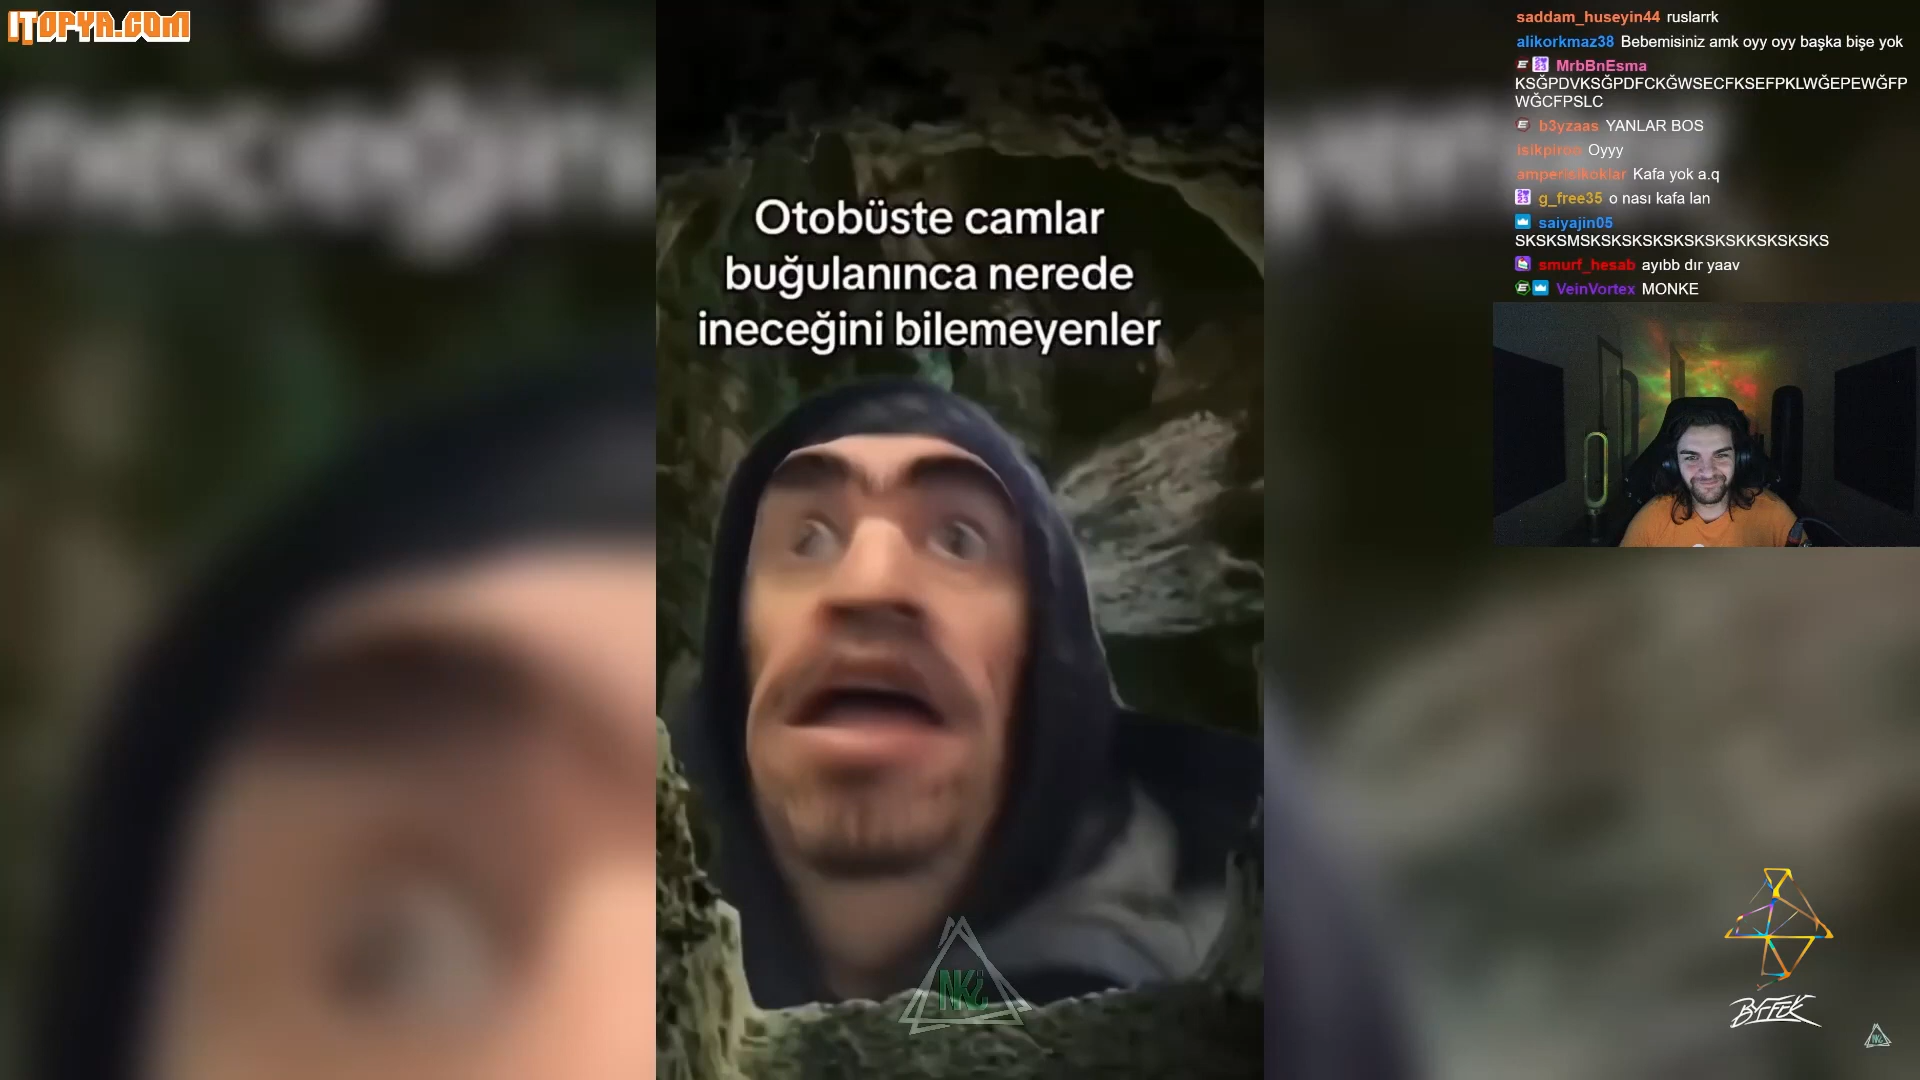 ITOPYA.COM
Otobüste camlar
buğulanınca nerede
ineceğini bilemeyenler
saddam_huseyin44 ruslarrk
alikorkmaz38 Bebemisiniz amk oyy oyy başka bişe yok
MrbBnEsma
KSĞPDVKSĞPDFCKĞWSECFKSEFPKLWĞEPEWĞFP
WĞCFPSLC
b3yzaas YANLAR BOS
isikpiron Oyyy
amperisikoklar Kafa yok a.q
g_free35 o nası kafa lan
saiyajin05
SKSKSMSKSKSKSKSKSKSKSKKSKSKSKS
smurf_hesab ayıbb dır yaav
VeinVortex MONKE